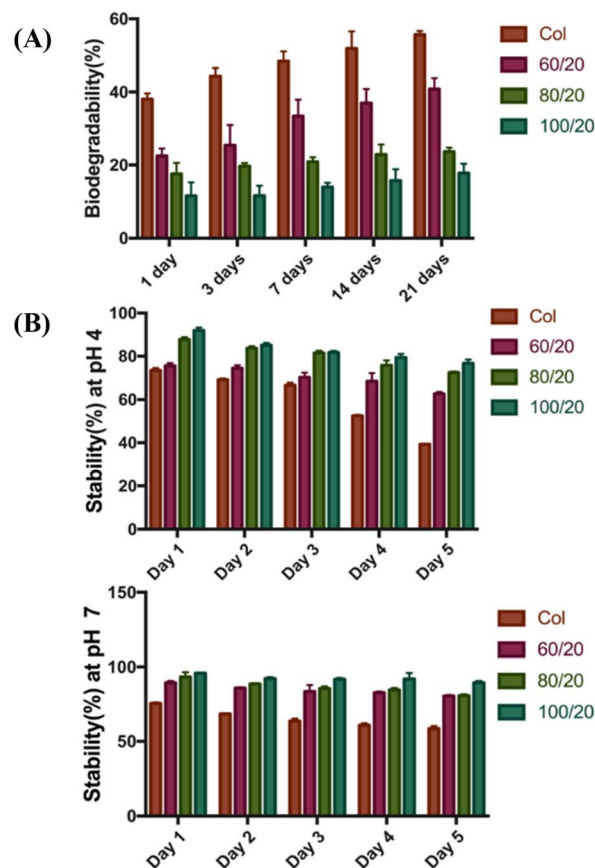 (A)
Biodegradability(%)
60
40
20
0
1 day
3 days
7 days
14 days
21 days
Col
60/20
80/20
100/20
(B)
Stability(%) at pH 4
100
80
60
40
20
0
Day 1
Day 2
Day 3
Day 4
Day 5
Col
60/20
80/20
100/20
Stability(%) at pH 7
150
100
50
0
Day 1
Day 2
Day 3
Day 4
Day 5
Col
60/20
80/20
100/20